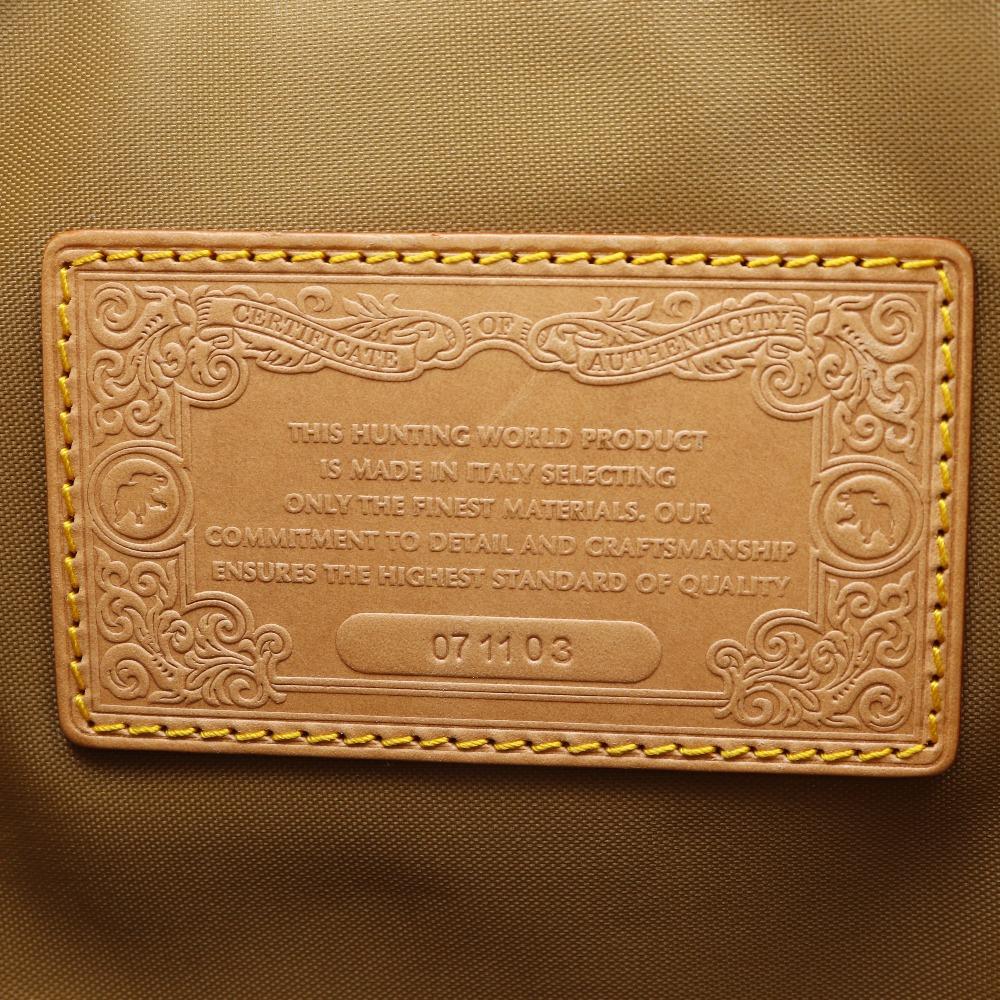 CERTIFICATE OF AUTHENTICITY
THIS HUNTING WORLD PRODUCT
IS MADE IN ITALY SELECTING
ONLY THE FINEST MATERIALS. OUR
COMMITMENT TO DETAIL AND CRAFTSMANSHIP
ENSURES THE HIGHEST STANDARD OF QUALITY
07 11 03